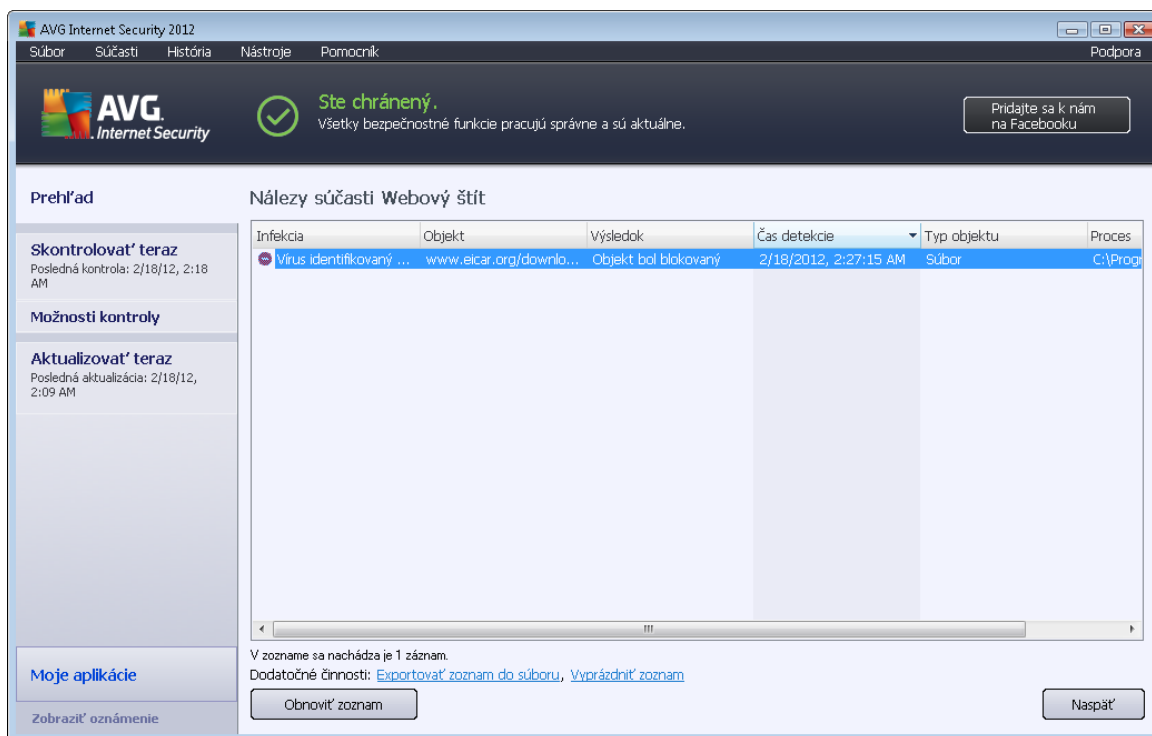 AVG Internet Security 2012
Súbor Súčasti História Nástroje Pomocník Podpora
AVG.
Internet Security
Ste chránený.
Všetky bezpečnostné funkcie pracujú správne a sú aktuálne.
Pridajte sa k nám
na Facebooku
Prehľad
Skontrolovať teraz
Posledná kontrola: 2/18/12, 2:18
AM
Možnosti kontroly
Aktualizovať teraz
Posledná aktualizácia: 2/18/12,
2:09 AM
Moje aplikácie
Zobraziť oznámenie
Nálezy súčasti Webový štít
Infekcia Objekt Výsledok Čas detekcie Typ objektu Proces
Vírus identifikovaný ... www.eicar.org/downlo... Objekt bol blokovaný 2/18/2012, 2:27:15 AM Súbor C:\Progr
V zozname sa nachádza je 1 záznam.
Dodatočné činnosti: Exportovať zoznam do súboru, Vyprázdniť zoznam
Obnoviť zoznam Naspäť